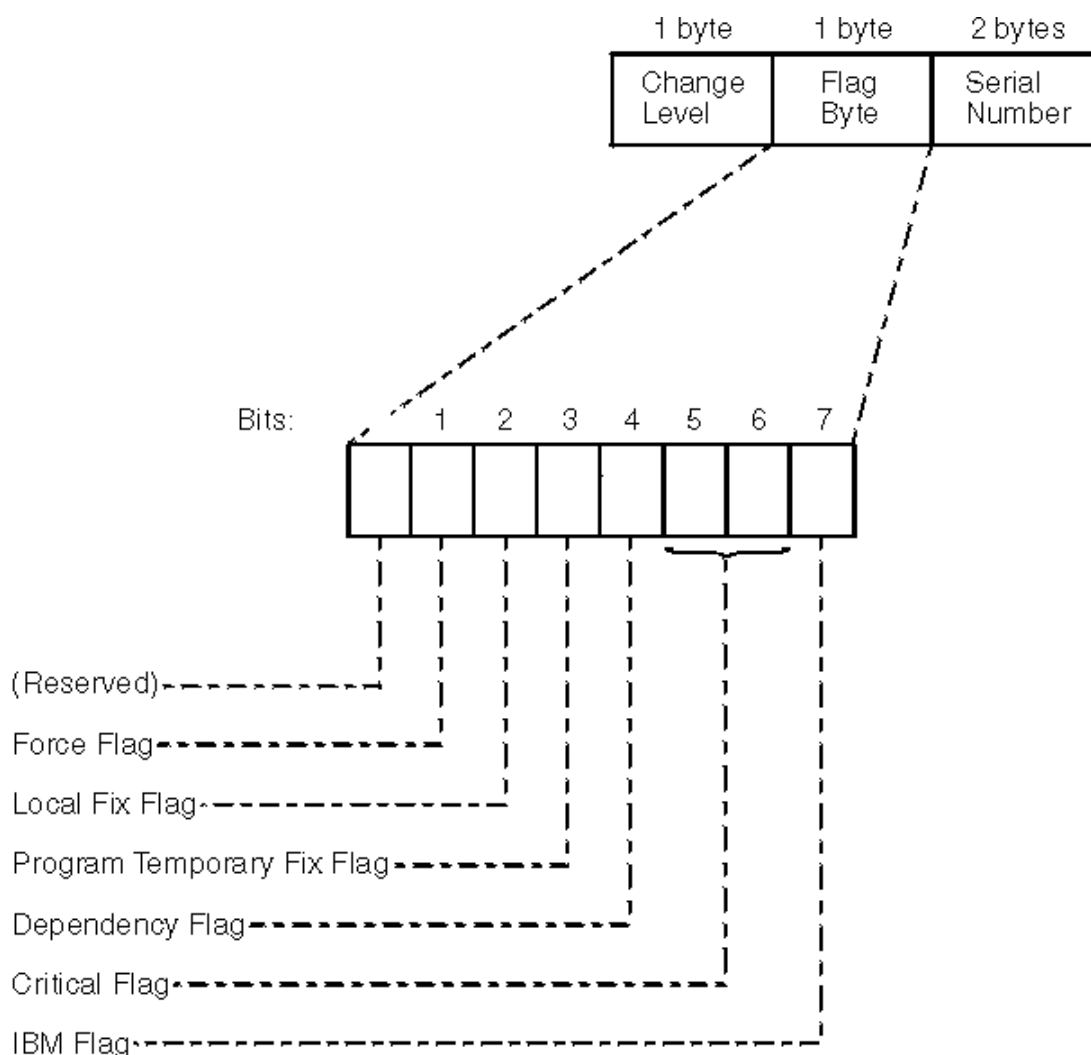 1 byte 1 byte 2 bytes
Change Level
Flag Byte
Serial Number
Bits: 1 2 3 4 5 6 7
(Reserved)
Force Flag
Local Fix Flag
Program Temporary Fix Flag
Dependency Flag
Critical Flag
IBM Flag